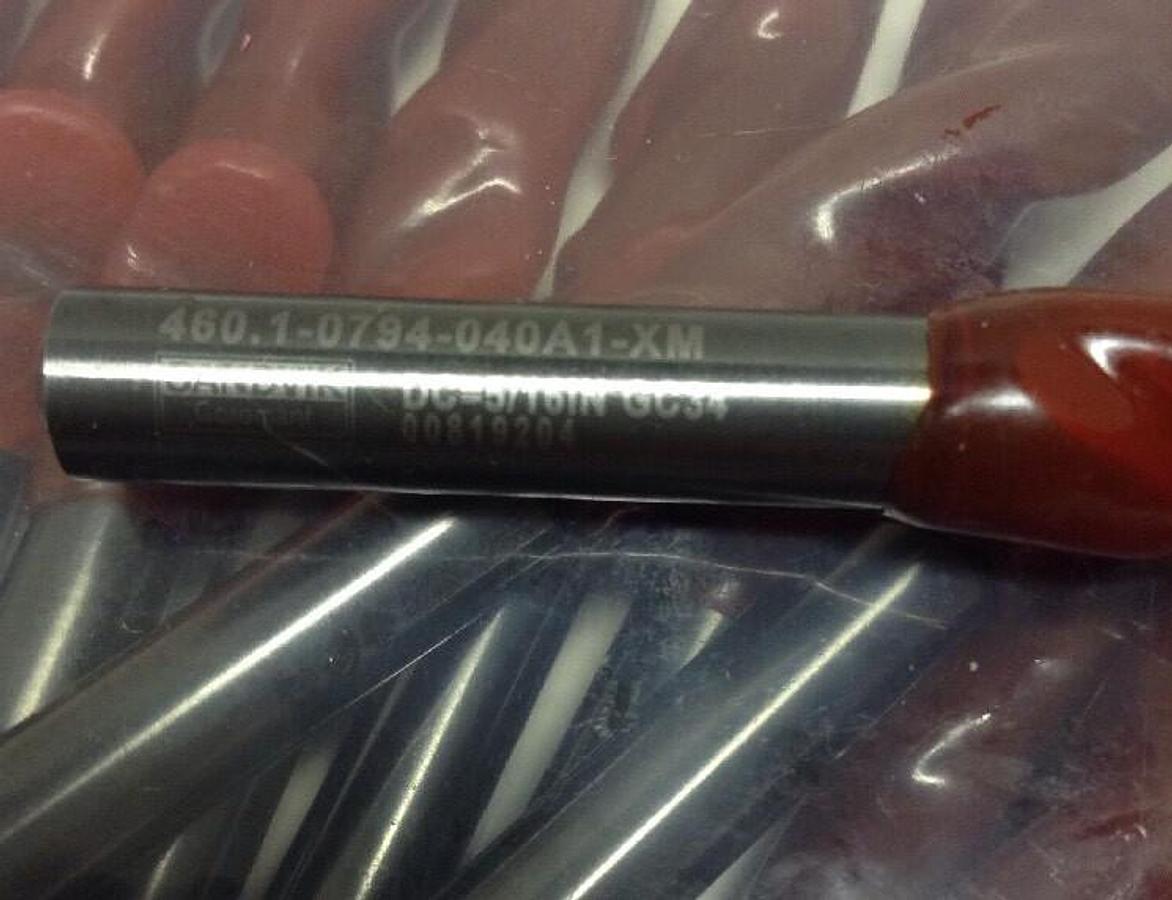 460.1-0794-040A1-XM
SANDVIK
Coromant
DC=5/16IN GC34
00819204